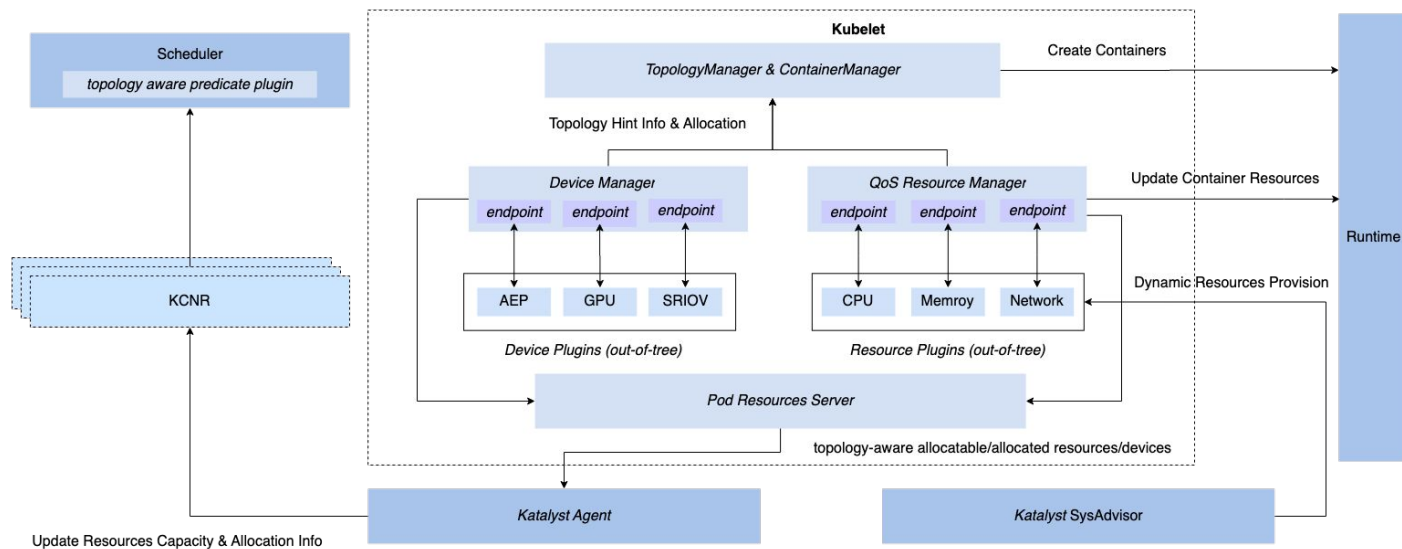 Kubelet
Scheduler
topology aware predicate plugin
TopologyManager & ContainerManager
Create Containers
Topology Hint Info & Allocation
Device Manager
endpoint endpoint endpoint
QoS Resource Manager
endpoint endpoint endpoint
Update Container Resources
Runtime
KCNR
AEP GPU SRIOV
Device Plugins (out-of-tree)
CPU Memroy Network
Resource Plugins (out-of-tree)
Dynamic Resources Provision
Pod Resources Server
topology-aware allocatable/allocated resources/devices
Katalyst Agent
Katalyst SysAdvisor
Update Resources Capacity & Allocation Info